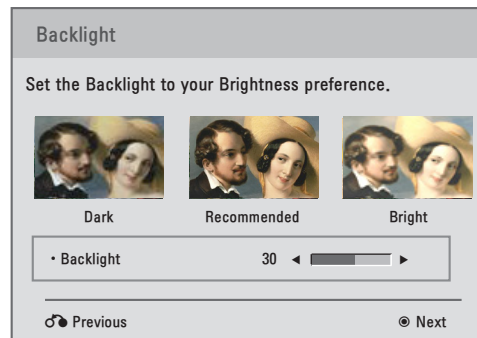 Backlight
Set the Backlight to your Brightness preference.
Dark Recommended Bright
• Backlight 30 ◄ ►
Previous Next